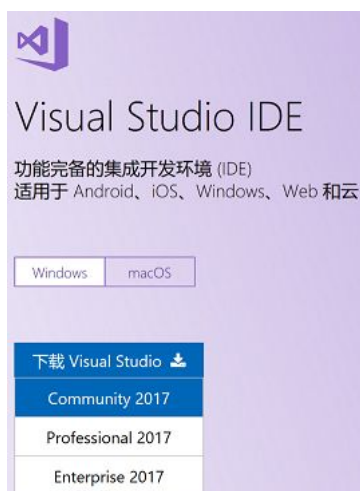 Visual Studio IDE
功能完备的集成开发环境 (IDE)
适用于 Android、iOS、Windows、Web 和云
Windows macOS
下载 Visual Studio
Community 2017
Professional 2017
Enterprise 2017